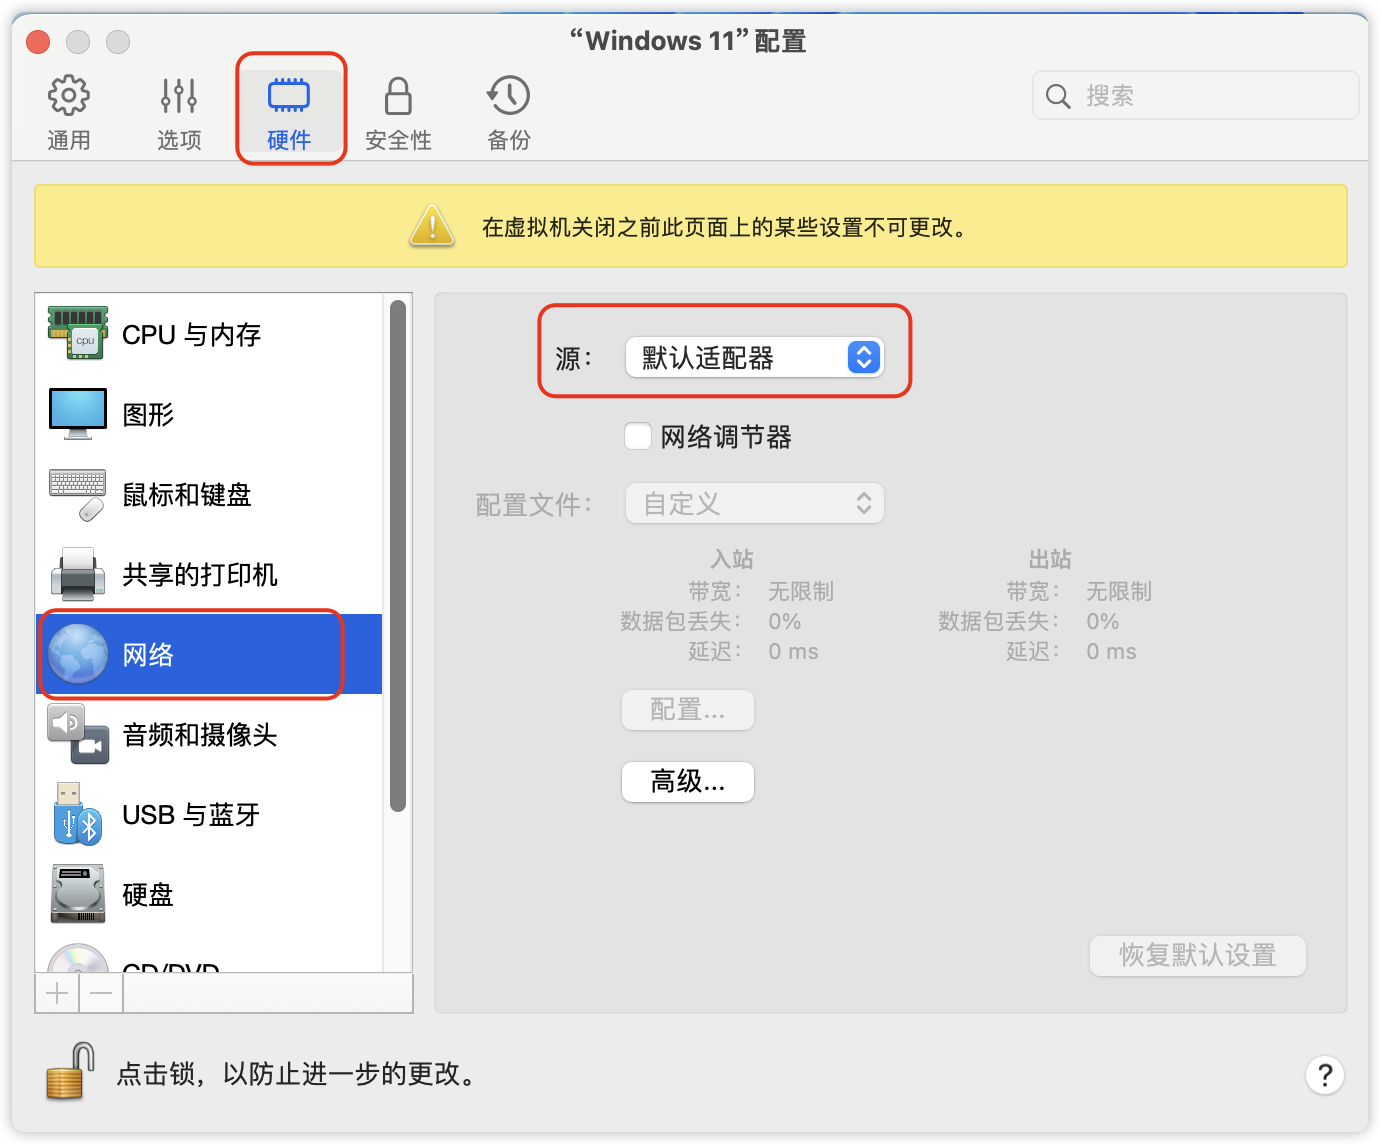 “Windows 11”配置
通用
选项
硬件
安全性
备份
搜索
在虚拟机关闭之前此页面上的某些设置不可更改。
CPU 与内存
cpu
图形
鼠标和键盘
共享的打印机
网络
音频和摄像头
USB 与蓝牙
硬盘
CD/DVD
源： 默认适配器
网络调节器
配置文件： 自定义
入站 出站
带宽： 无限制 带宽： 无限制
数据包丢失： 0% 数据包丢失： 0%
延迟： 0 ms 延迟： 0 ms
配置...
高级...
恢复默认设置
点击锁，以防止进一步的更改。
?